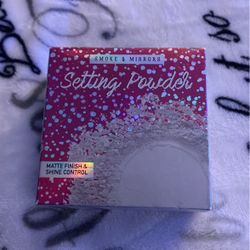 SMOKE & MIRRORS
Setting Powder
MATTE FINISH &
SHINE CONTROL